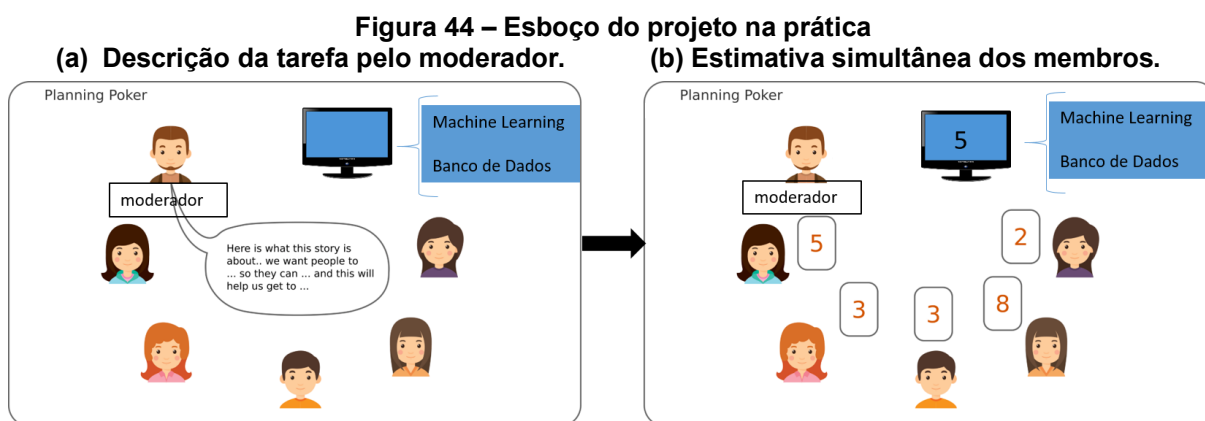 Figura 44 – Esboço do projeto na prática
(a) Descrição da tarefa pelo moderador.
(b) Estimativa simultânea dos membros.
Planning Poker
Machine Learning
Banco de Dados
moderador
Here is what this story is
about.. we want people to
... so they can ... and this will
help us get to ...
Planning Poker
5
Machine Learning
Banco de Dados
moderador
5
2
3
3
8